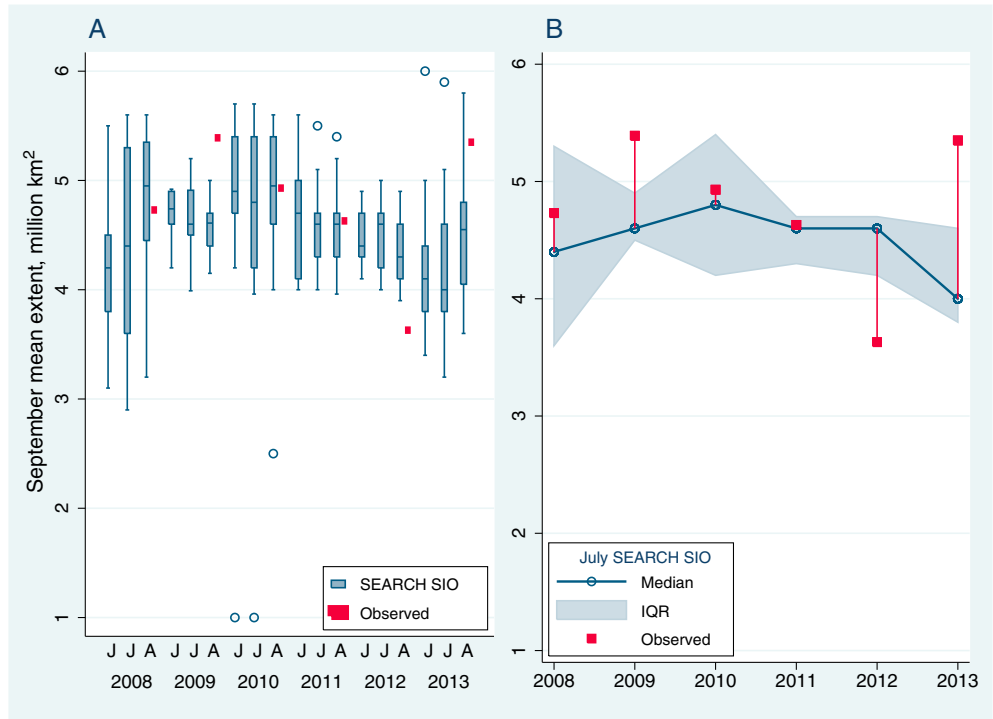 A
September mean extent, million km²
6
5
4
3
2
1
SEARCH SIO
Observed
J J A J J A J J A J J A J J A J J A
2008 2009 2010 2011 2012 2013
B
6
5
4
3
2
1
July SEARCH SIO
Median
IQR
Observed
2008 2009 2010 2011 2012 2013